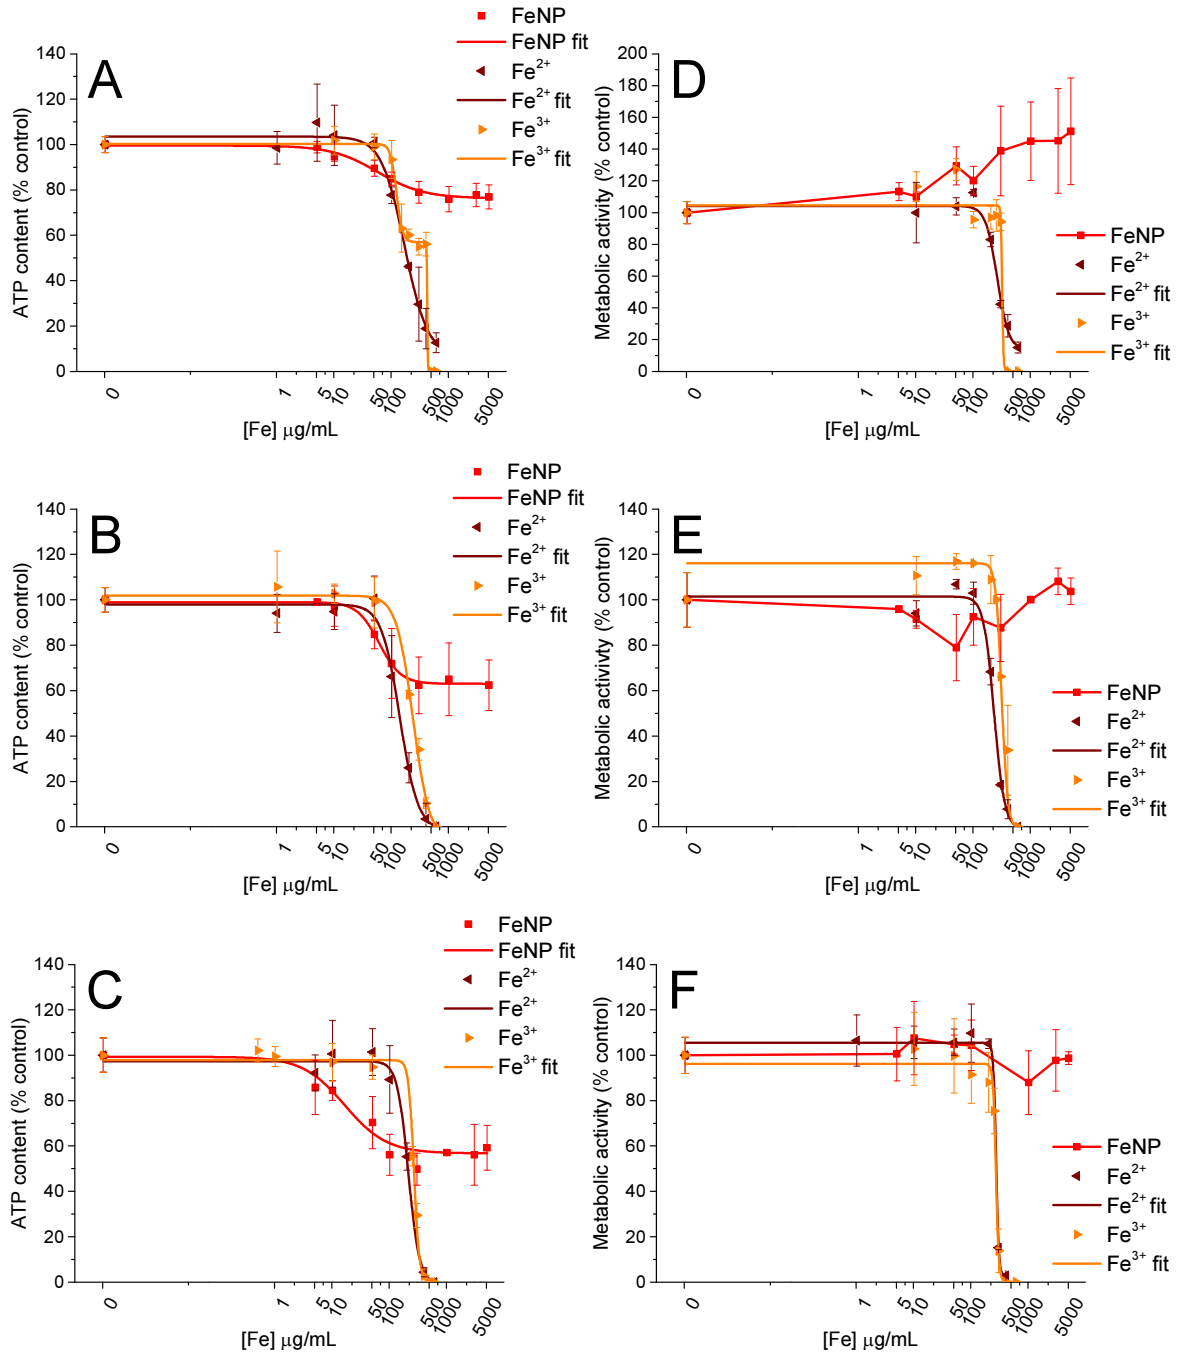 A
FeNP
FeNP fit
Fe2+
Fe2+ fit
Fe3+
Fe3+ fit
140
120
100
80
60
40
20
0
ATP content (% control)
0 1 5 10 50 100 500 1000 5000
[Fe] μg/mL
D
200
180
160
140
120
100
80
60
40
20
0
Metabolic activity (% control)
FeNP
Fe2+
Fe2+ fit
Fe3+
Fe3+ fit
0 1 5 10 50 100 500 1000 5000
[Fe] μg/mL
B
FeNP
FeNP fit
Fe2+
Fe2+ fit
Fe3+
Fe3+ fit
140
120
100
80
60
40
20
0
ATP content (% control)
0 1 5 10 50 100 500 1000 5000
[Fe] μg/mL
E
140
120
100
80
60
40
20
0
Metabolic activivty (% control)
FeNP
Fe2+
Fe2+ fit
Fe3+
Fe3+ fit
0 1 5 10 50 100 500 1000 5000
[Fe] μg/mL
C
FeNP
FeNP fit
Fe2+
Fe2+
Fe3+
Fe3+ fit
140
120
100
80
60
40
20
0
ATP content (% control)
0 1 5 10 50 100 500 1000 5000
[Fe] μg/mL
F
140
120
100
80
60
40
20
0
Metabolic activity (% control)
FeNP
Fe2+
Fe2+ fit
Fe3+
Fe3+ fit
0 1 5 10 50 100 500 1000 5000
[Fe] μg/mL